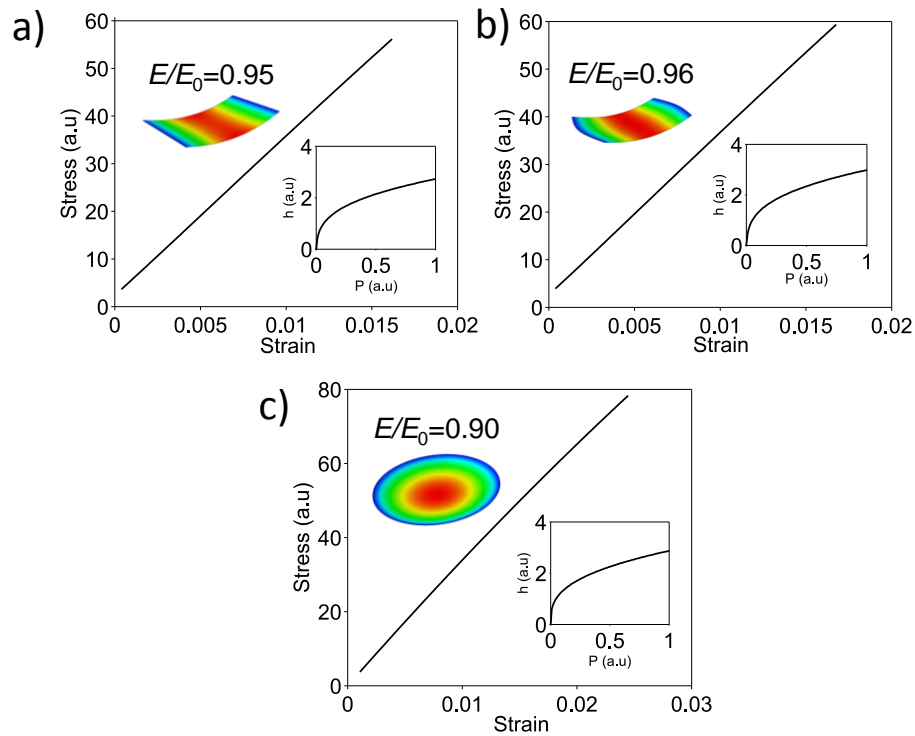 a)
60
50
40
30
20
10
0
Stress (a.u)
E/E0=0.95
4
2
0
h (a.u)
0 0.5 1
P (a.u)
0 0.005 0.01 0.015 0.02
Strain
b)
60
50
40
30
20
10
0
Stress (a.u)
E/E0=0.96
4
2
0
h (a.u)
0 0.5 1
P (a.u)
0 0.005 0.01 0.015 0.02
Strain
c)
80
60
40
20
0
Stress (a.u)
E/E0=0.90
4
2
0
h (a.u)
0 0.5 1
P (a.u)
0 0.01 0.02 0.03
Strain